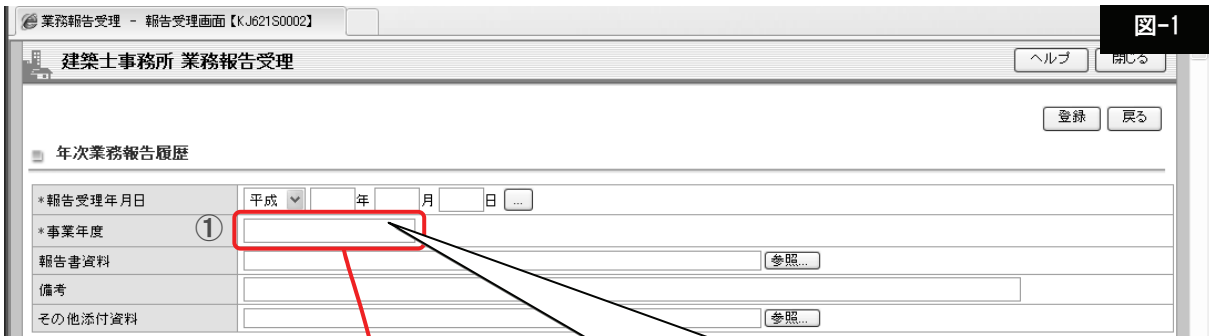 業務報告受理 - 報告受理画面【KJ621S0002】
図-1
建築士事務所 業務報告受理
ヘルプ 閉じる
登録 戻る
年次業務報告履歴
*報告受理年月日 平成 年 月 日 ...
*事業年度 ①
報告書資料 参照...
備考
その他添付資料 参照...